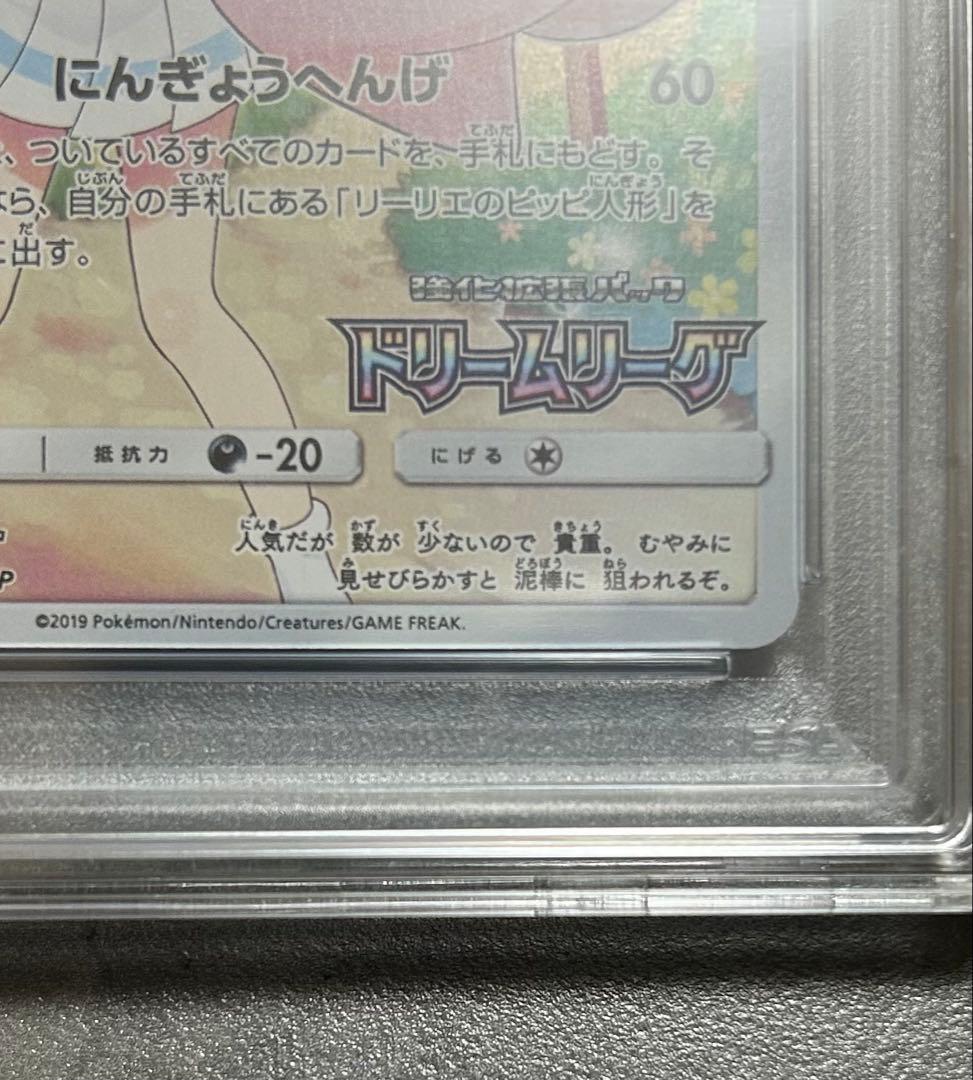 にんぎょうへんげ 60
、ついているすべてのカードを、手札にもどす。そ
なら、自分の手札にある「リーリエのピッピ人形」を
に出す。
強化拡張パック
ドリームリーグ
抵抗力 -20 にげる
人気だが 数が 少ないので 貴重。 むやみに
見せびらかすと 泥棒に 狙われるぞ。
©2019 Pokémon/Nintendo/Creatures/GAME FREAK.